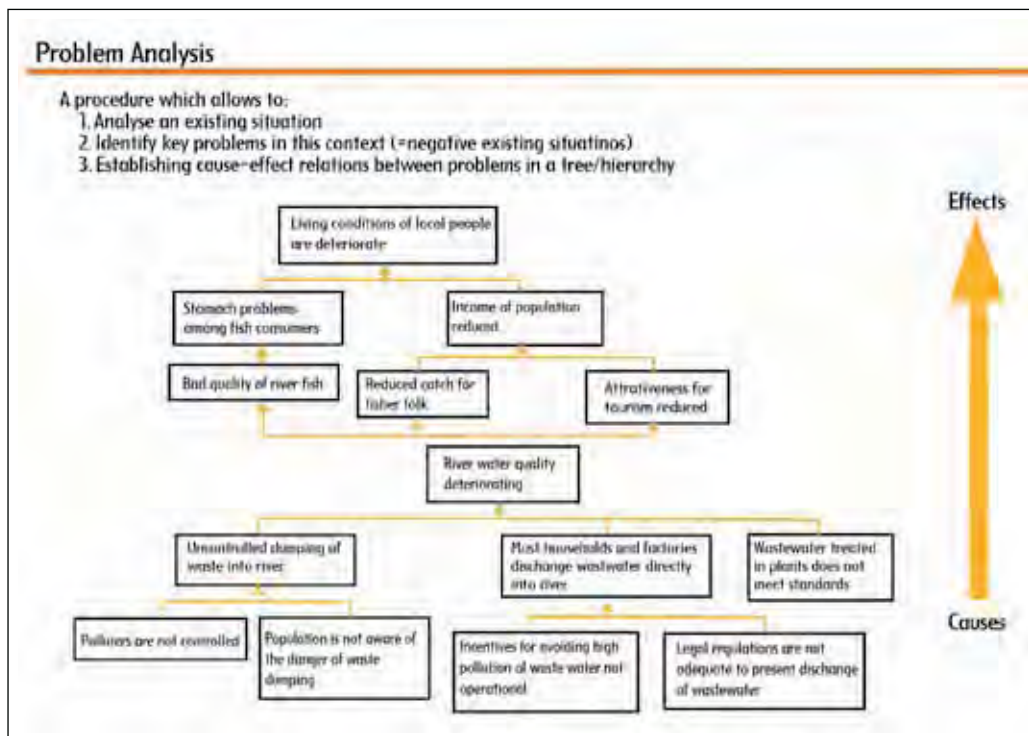 Problem Analysis
A procedure which allows to:
1. Analyse an existing situation
2. Identify key problems in this context (=negative existing situatinos)
3. Establishing cause-effect relations between problems in a tree/hierarchy
Effects
Living conditions of local people
are deteriorate
Stomach problems
among fish consumers
Income of population
reduced
Bad quality of river fish
Reduced catch for
fisher folk
Attrativeness for
tourism reduced
River water quality
deteriorating
Uncontrolled dumping of
waste into river
Most households and factories
discharge wastwater directly
into river
Wastewater treated
in plants does not
meet standards
Causes
Polluters are not controlled
Population is not aware of
the danger of waste
dumping
Incentives for avoiding high
pollution of waste water not
operational
Legal regulations are not
adequate to present discharge
of wastewater